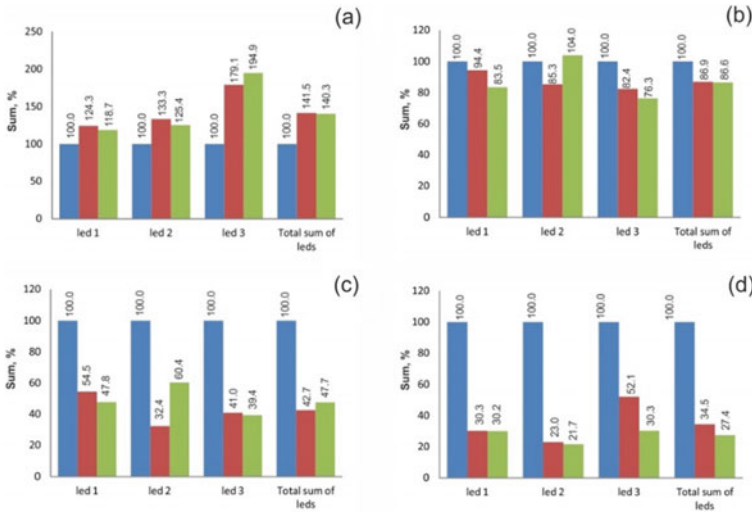 (a)
Sum, %
250
200
150
100
50
0
100.0 124.3 118.7
100.0 133.3 125.4
100.0 179.1 194.9
100.0 141.5 140.3
led 1 led 2 led 3 Total sum of
leds
(b)
Sum, %
120
100
80
60
40
20
0
100.0 94.4 83.5
100.0 85.3 104.0
100.0 82.4 76.3
100.0 86.9 86.6
led 1 led 2 led 3 Total sum of
leds
(c)
Sum, %
120
100
80
60
40
20
0
100.0 54.5 47.8
100.0 32.4 60.4
100.0 41.0 39.4
100.0 42.7 47.7
led 1 led 2 led 3 Total sum of
leds
(d)
Sum, %
120
100
80
60
40
20
0
100.0 30.3 30.2
100.0 23.0 21.7
100.0 52.1 30.3
100.0 34.5 27.4
led 1 led 2 led 3 Total sum of
leds